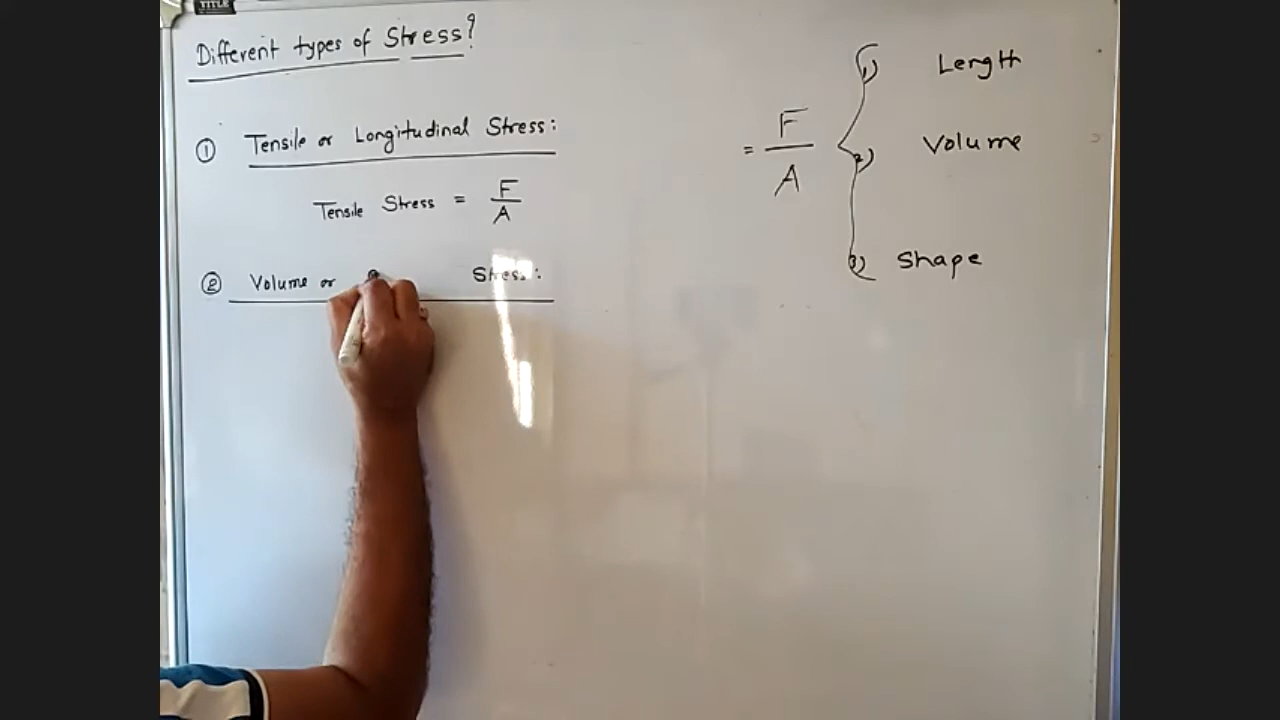 TITLE
Different types of Stress?
① Tensile or Longitudinal Stress:
Tensile Stress = F/A
② Volume or Stress:
= F/A
1) Length
2) Volume
3) Shape